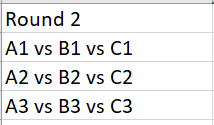 Round 2
A1 vs B1 vs C1
A2 vs B2 vs C2
A3 vs B3 vs C3